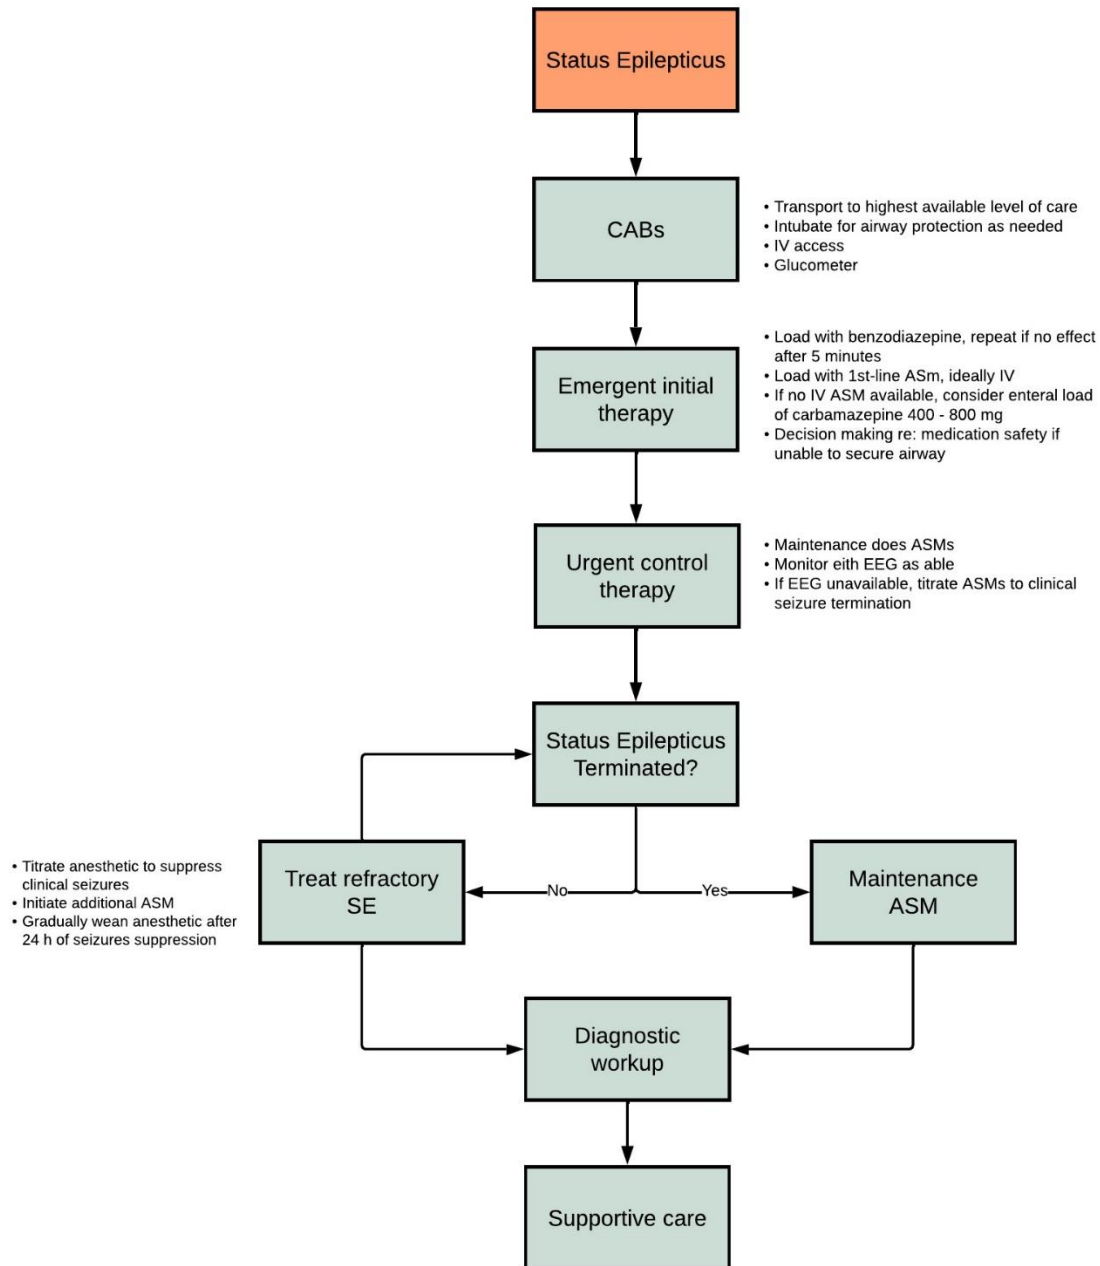 Status Epilepticus
CABs
• Transport to highest available level of care
• Intubate for airway protection as needed
• IV access
• Glucometer
Emergent initial
therapy
• Load with benzodiazepine, repeat if no effect
after 5 minutes
• Load with 1st-line ASm, ideally IV
• If no IV ASM available, consider enteral load
of carbamazepine 400 - 800 mg
• Decision making re: medication safety if
unable to secure airway
Urgent control
therapy
• Maintenance does ASMs
• Monitor eith EEG as able
• If EEG unavailable, titrate ASMs to clinical
seizure termination
Status Epilepticus
Terminated?
• Titrate anesthetic to suppress
clinical seizures
• Initiate additional ASM
• Gradually wean anesthetic after
24 h of seizures suppression
Treat refractory
SE
No
Yes
Maintenance
ASM
Diagnostic
workup
Supportive care